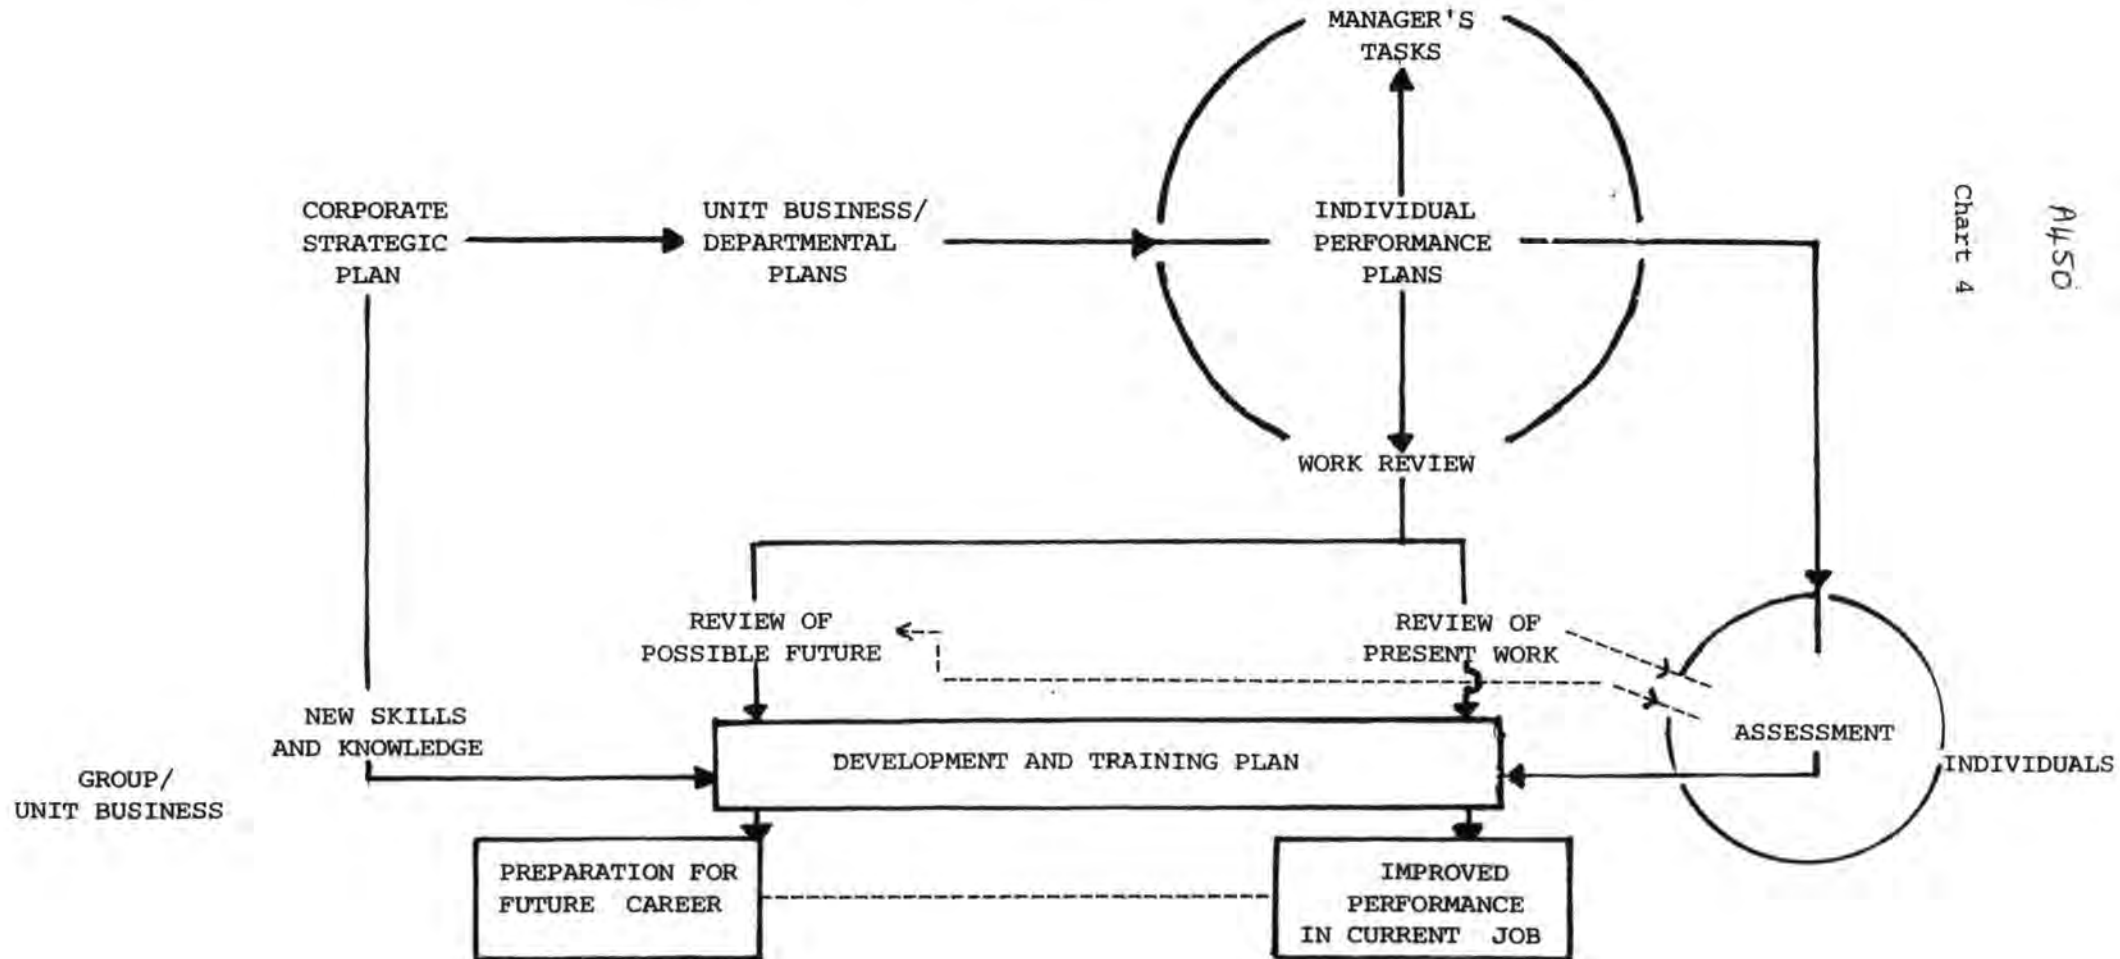 MANAGER'S
TASKS
A450
Chart 4
CORPORATE
STRATEGIC
PLAN
UNIT BUSINESS/
DEPARTMENTAL
PLANS
INDIVIDUAL
PERFORMANCE
PLANS
WORK REVIEW
REVIEW OF
POSSIBLE FUTURE
REVIEW OF
PRESENT WORK
NEW SKILLS
AND KNOWLEDGE
GROUP/
UNIT BUSINESS
DEVELOPMENT AND TRAINING PLAN
ASSESSMENT
INDIVIDUALS
PREPARATION FOR
FUTURE CAREER
IMPROVED
PERFORMANCE
IN CURRENT JOB